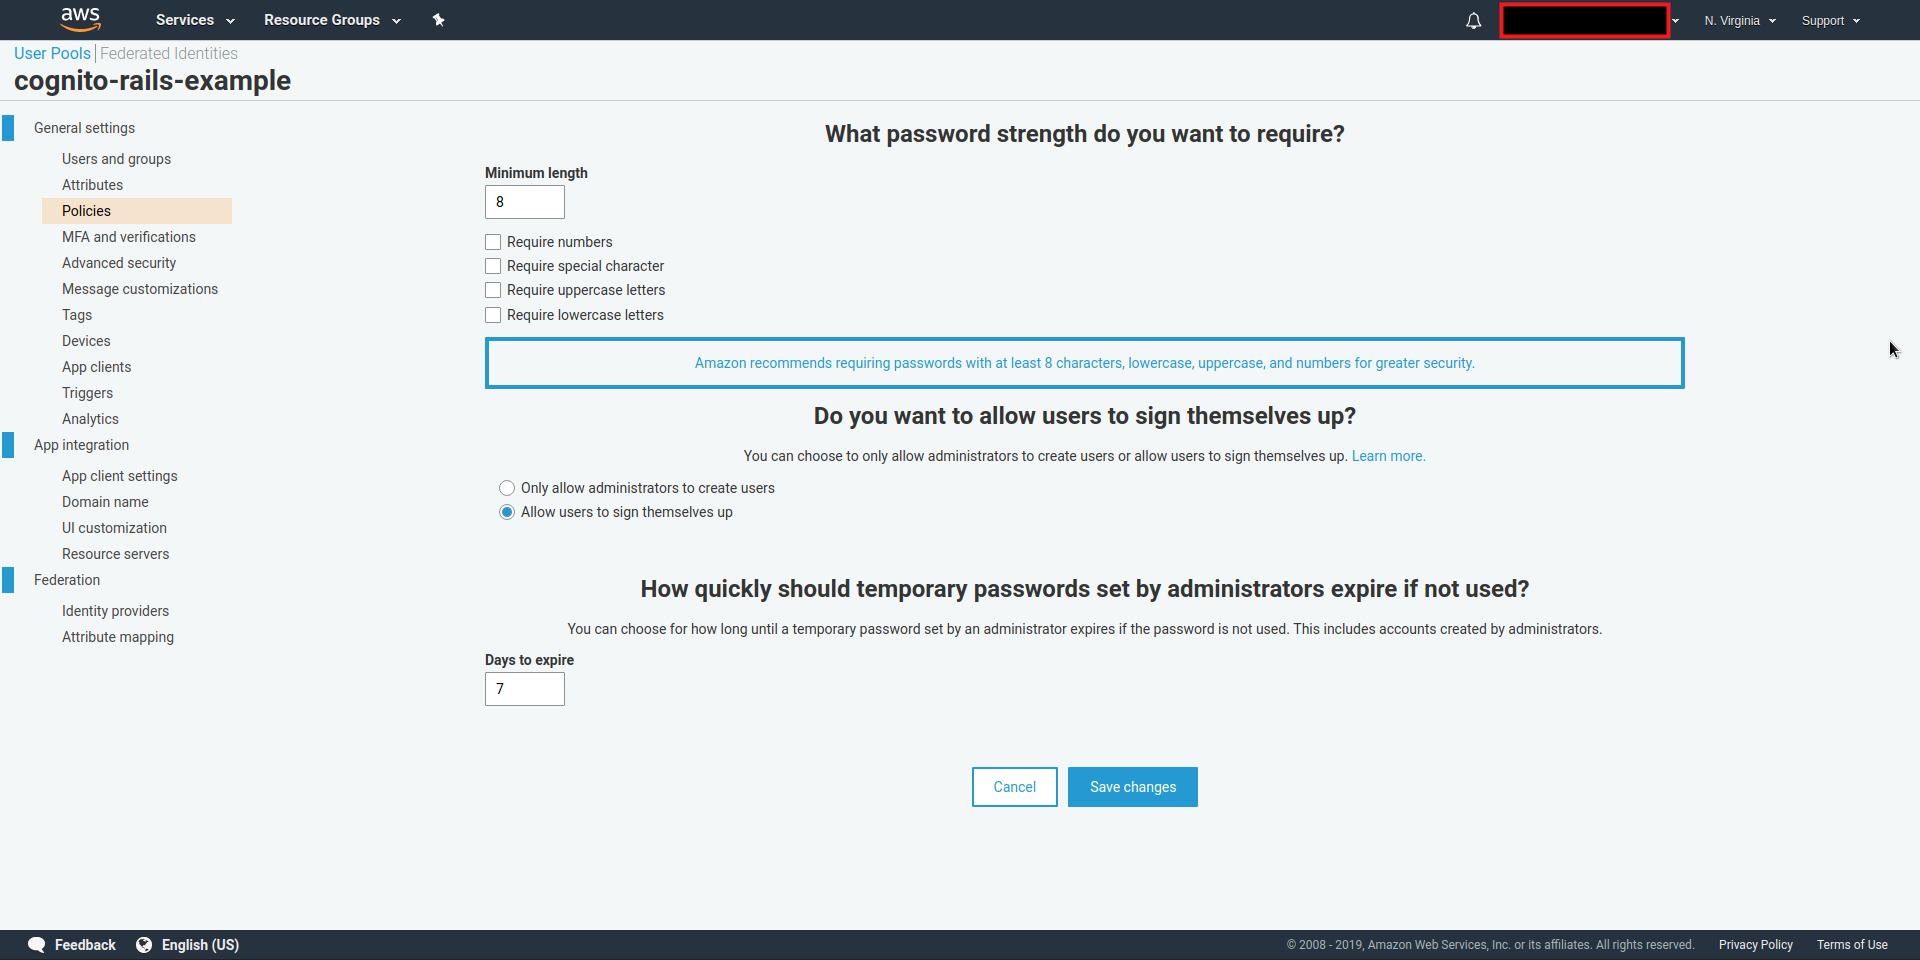 aws
Services
Resource Groups
N. Virginia
Support
User Pools
Federated Identities
cognito-rails-example
General settings
Users and groups
Attributes
Policies
MFA and verifications
Advanced security
Message customizations
Tags
Devices
App clients
Triggers
Analytics
App integration
App client settings
Domain name
UI customization
Resource servers
Federation
Identity providers
Attribute mapping
What password strength do you want to require?
Minimum length
8
Require numbers
Require special character
Require uppercase letters
Require lowercase letters
Amazon recommends requiring passwords with at least 8 characters, lowercase, uppercase, and numbers for greater security.
Do you want to allow users to sign themselves up?
You can choose to only allow administrators to create users or allow users to sign themselves up. Learn more.
Only allow administrators to create users
Allow users to sign themselves up
How quickly should temporary passwords set by administrators expire if not used?
You can choose for how long until a temporary password set by an administrator expires if the password is not used. This includes accounts created by administrators.
Days to expire
7
Cancel
Save changes
Feedback
English (US)
© 2008 - 2019, Amazon Web Services, Inc. or its affiliates. All rights reserved.
Privacy Policy
Terms of Use